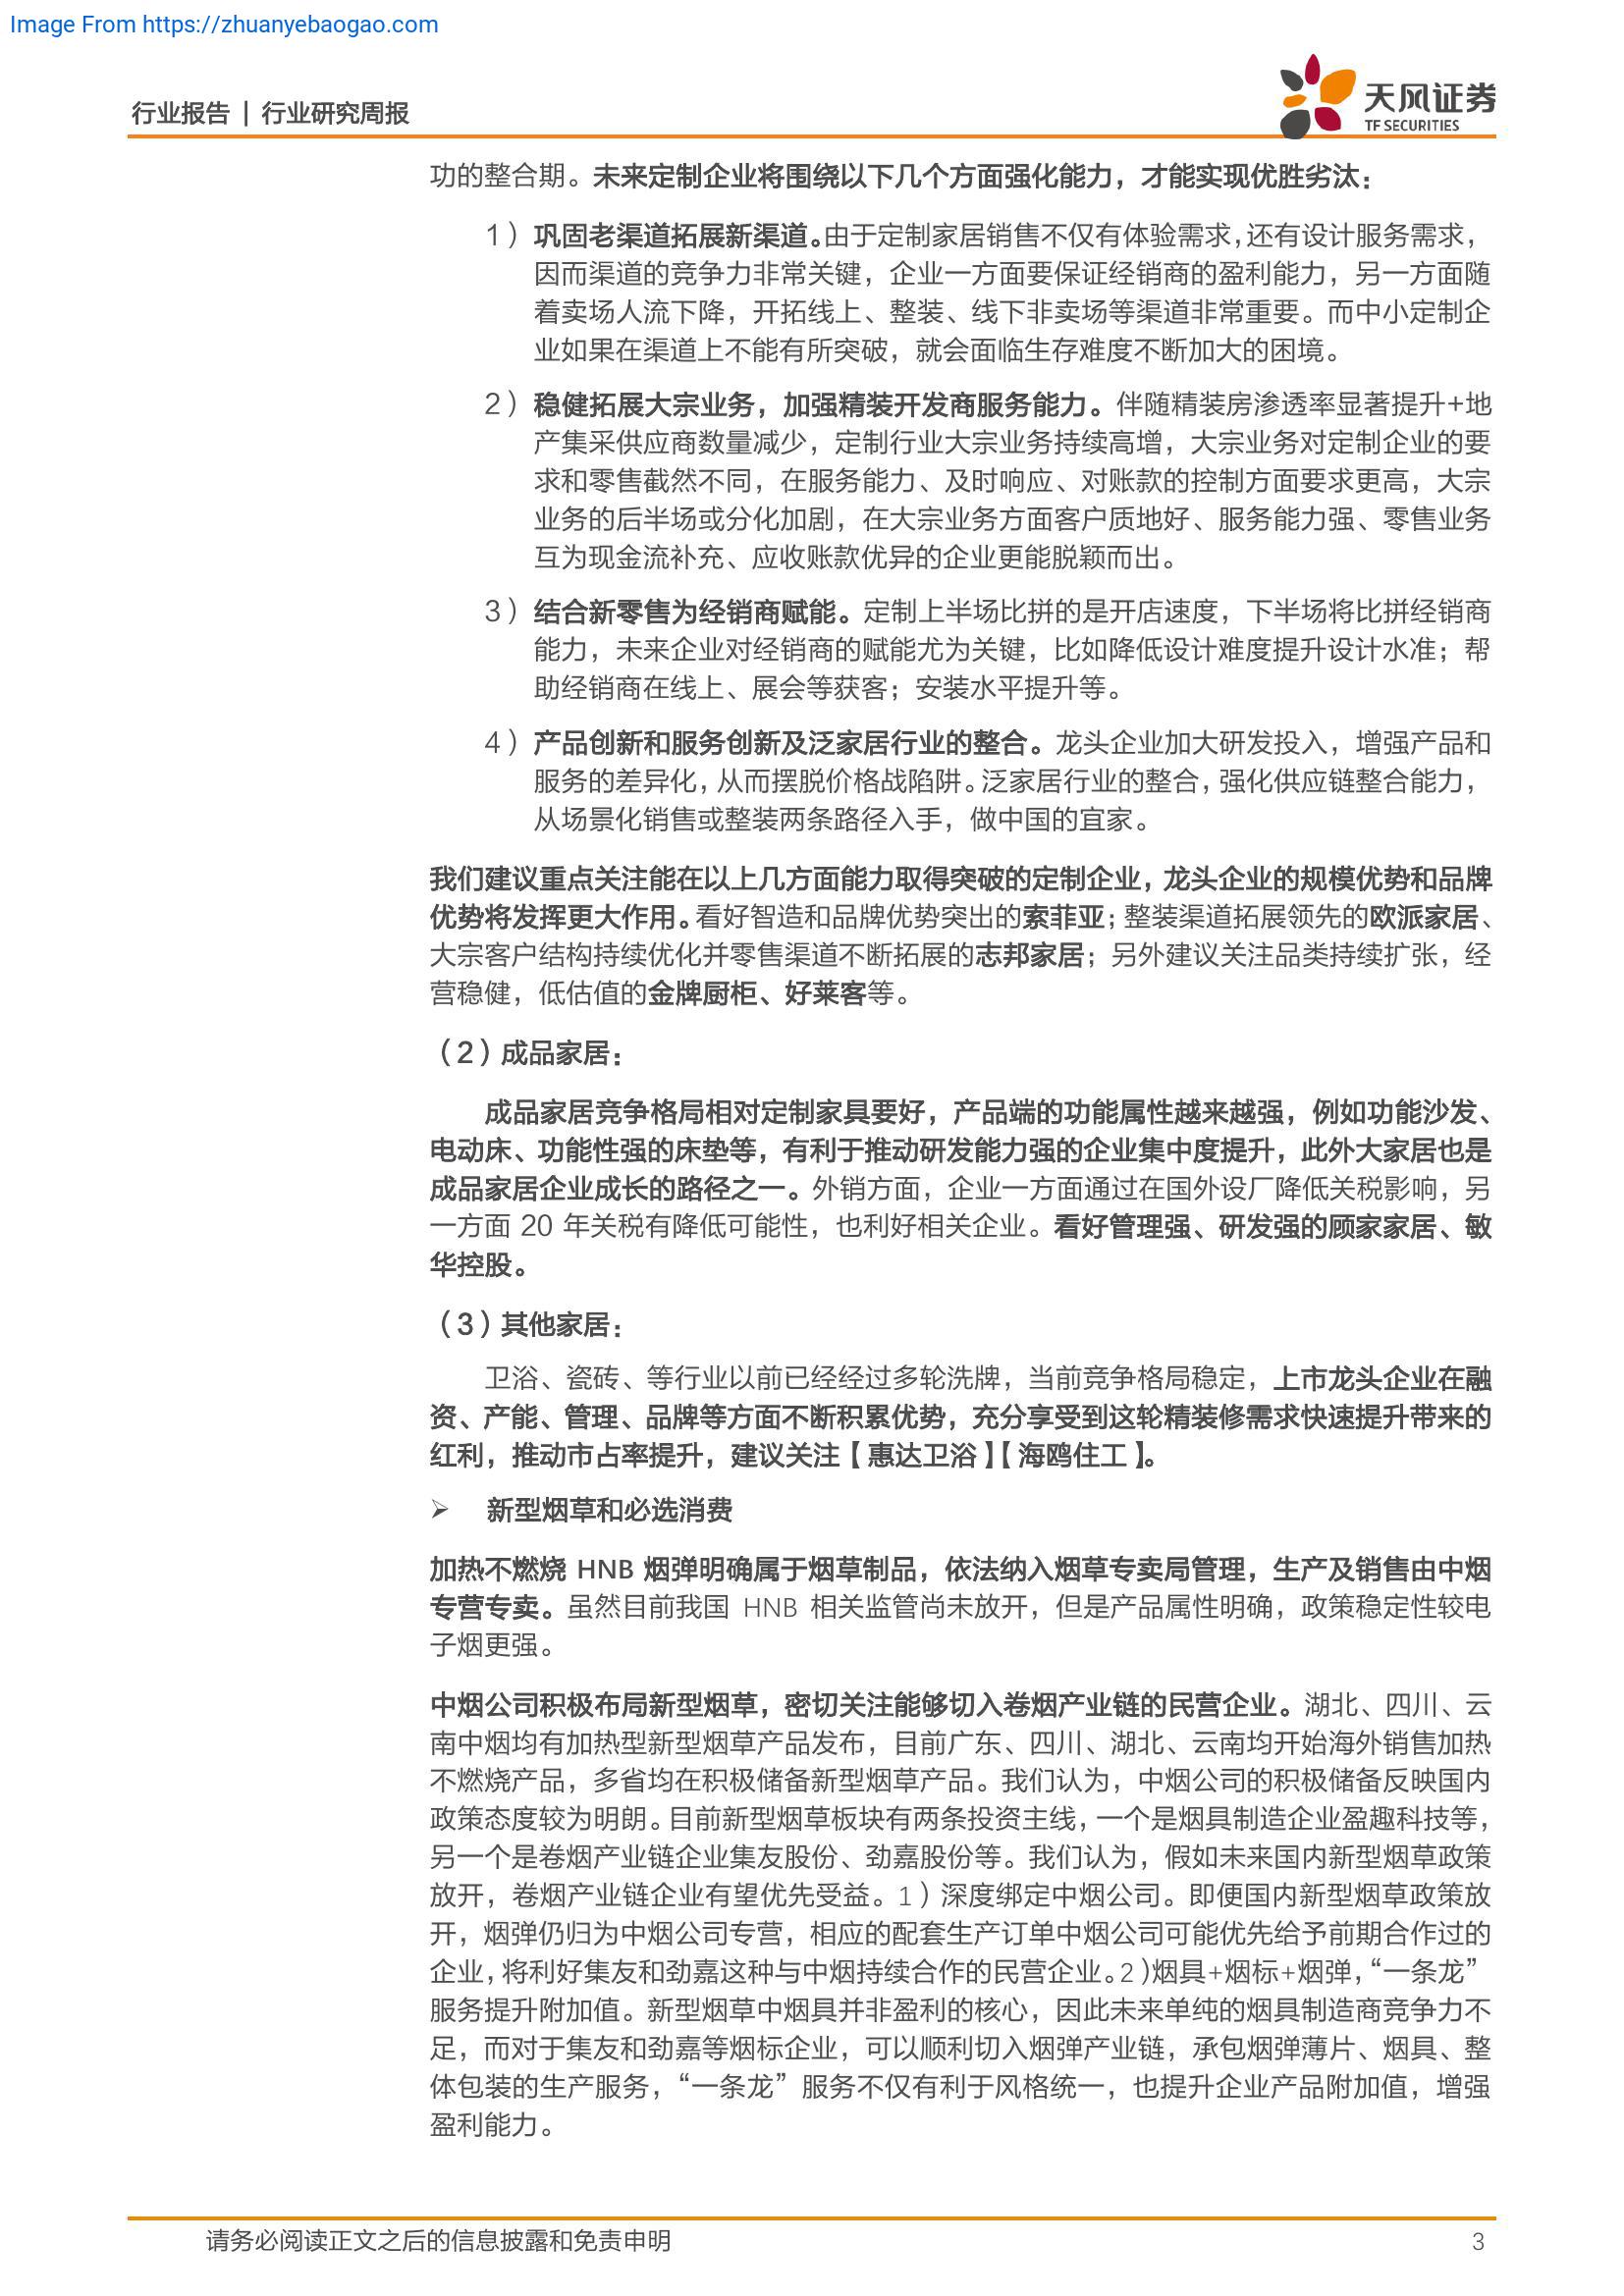 Image From https://zhuanyebaogao.com
行业报告 | 行业研究周报
天风证券
TF SECURITIES
功的整合期。未来定制企业将围绕以下几个方面强化能力，才能实现优胜劣汰：
1）巩固老渠道拓展新渠道。由于定制家居销售不仅有体验需求，还有设计服务需求，
因而渠道的竞争力非常关键，企业一方面要保证经销商的盈利能力，另一方面随
着卖场人流下降，开拓线上、整装、线下非卖场等渠道非常重要。而中小定制企
业如果在渠道上不能有所突破，就会面临生存难度不断加大的困境。
2）稳健拓展大宗业务，加强精装开发商服务能力。伴随精装房渗透率显著提升+地
产集采供应商数量减少，定制行业大宗业务持续高增，大宗业务对定制企业的要
求和零售截然不同，在服务能力、及时响应、对账款的控制方面要求更高，大宗
业务的后半场或分化加剧，在大宗业务方面客户质地好、服务能力强、零售业务
互为现金流补充、应收账款优异的企业更能脱颖而出。
3）结合新零售为经销商赋能。定制上半场比拼的是开店速度，下半场将比拼经销商
能力，未来企业对经销商的赋能尤为关键，比如降低设计难度提升设计水准；帮
助经销商在线上、展会等获客；安装水平提升等。
4）产品创新和服务创新及泛家居行业的整合。龙头企业加大研发投入，增强产品和
服务的差异化，从而摆脱价格战陷阱。泛家居行业的整合，强化供应链整合能力，
从场景化销售或整装两条路径入手，做中国的宜家。
我们建议重点关注能在以上几方面能力取得突破的定制企业，龙头企业的规模优势和品牌
优势将发挥更大作用。看好智造和品牌优势突出的索菲亚；整装渠道拓展领先的欧派家居、
大宗客户结构持续优化并零售渠道不断拓展的志邦家居；另外建议关注品类持续扩张，经
营稳健，低估值的金牌厨柜、好莱客等。
（2）成品家居：
成品家居竞争格局相对定制家具要好，产品端的功能属性越来越强，例如功能沙发、
电动床、功能性强的床垫等，有利于推动研发能力强的企业集中度提升，此外大家居也是
成品家居企业成长的路径之一。外销方面，企业一方面通过在国外设厂降低关税影响，另
一方面 20 年关税有降低可能性，也利好相关企业。看好管理强、研发强的顾家家居、敏
华控股。
（3）其他家居：
卫浴、瓷砖、等行业以前已经经过多轮洗牌，当前竞争格局稳定，上市龙头企业在融
资、产能、管理、品牌等方面不断积累优势，充分享受到这轮精装修需求快速提升带来的
红利，推动市占率提升，建议关注【惠达卫浴】【海鸥住工】。
➢ 新型烟草和必选消费
加热不燃烧 HNB 烟弹明确属于烟草制品，依法纳入烟草专卖局管理，生产及销售由中烟
专营专卖。虽然目前我国 HNB 相关监管尚未放开，但是产品属性明确，政策稳定性较电
子烟更强。
中烟公司积极布局新型烟草，密切关注能够切入卷烟产业链的民营企业。湖北、四川、云
南中烟均有加热型新型烟草产品发布，目前广东、四川、湖北、云南均开始海外销售加热
不燃烧产品，多省均在积极储备新型烟草产品。我们认为，中烟公司的积极储备反映国内
政策态度较为明朗。目前新型烟草板块有两条投资主线，一个是烟具制造企业盈趣科技等，
另一个是卷烟产业链企业集友股份、劲嘉股份等。我们认为，假如未来国内新型烟草政策
放开，卷烟产业链企业有望优先受益。1）深度绑定中烟公司。即便国内新型烟草政策放
开，烟弹仍归为中烟公司专营，相应的配套生产订单中烟公司可能优先给予前期合作过的
企业，将利好集友和劲嘉这种与中烟持续合作的民营企业。2）烟具+烟标+烟弹，“一条龙”
服务提升附加值。新型烟草中烟具并非盈利的核心，因此未来单纯的烟具制造商竞争力不
足，而对于集友和劲嘉等烟标企业，可以顺利切入烟弹产业链，承包烟弹薄片、烟具、整
体包装的生产服务，“一条龙”服务不仅有利于风格统一，也提升企业产品附加值，增强
盈利能力。
请务必阅读正文之后的信息披露和免责申明
3